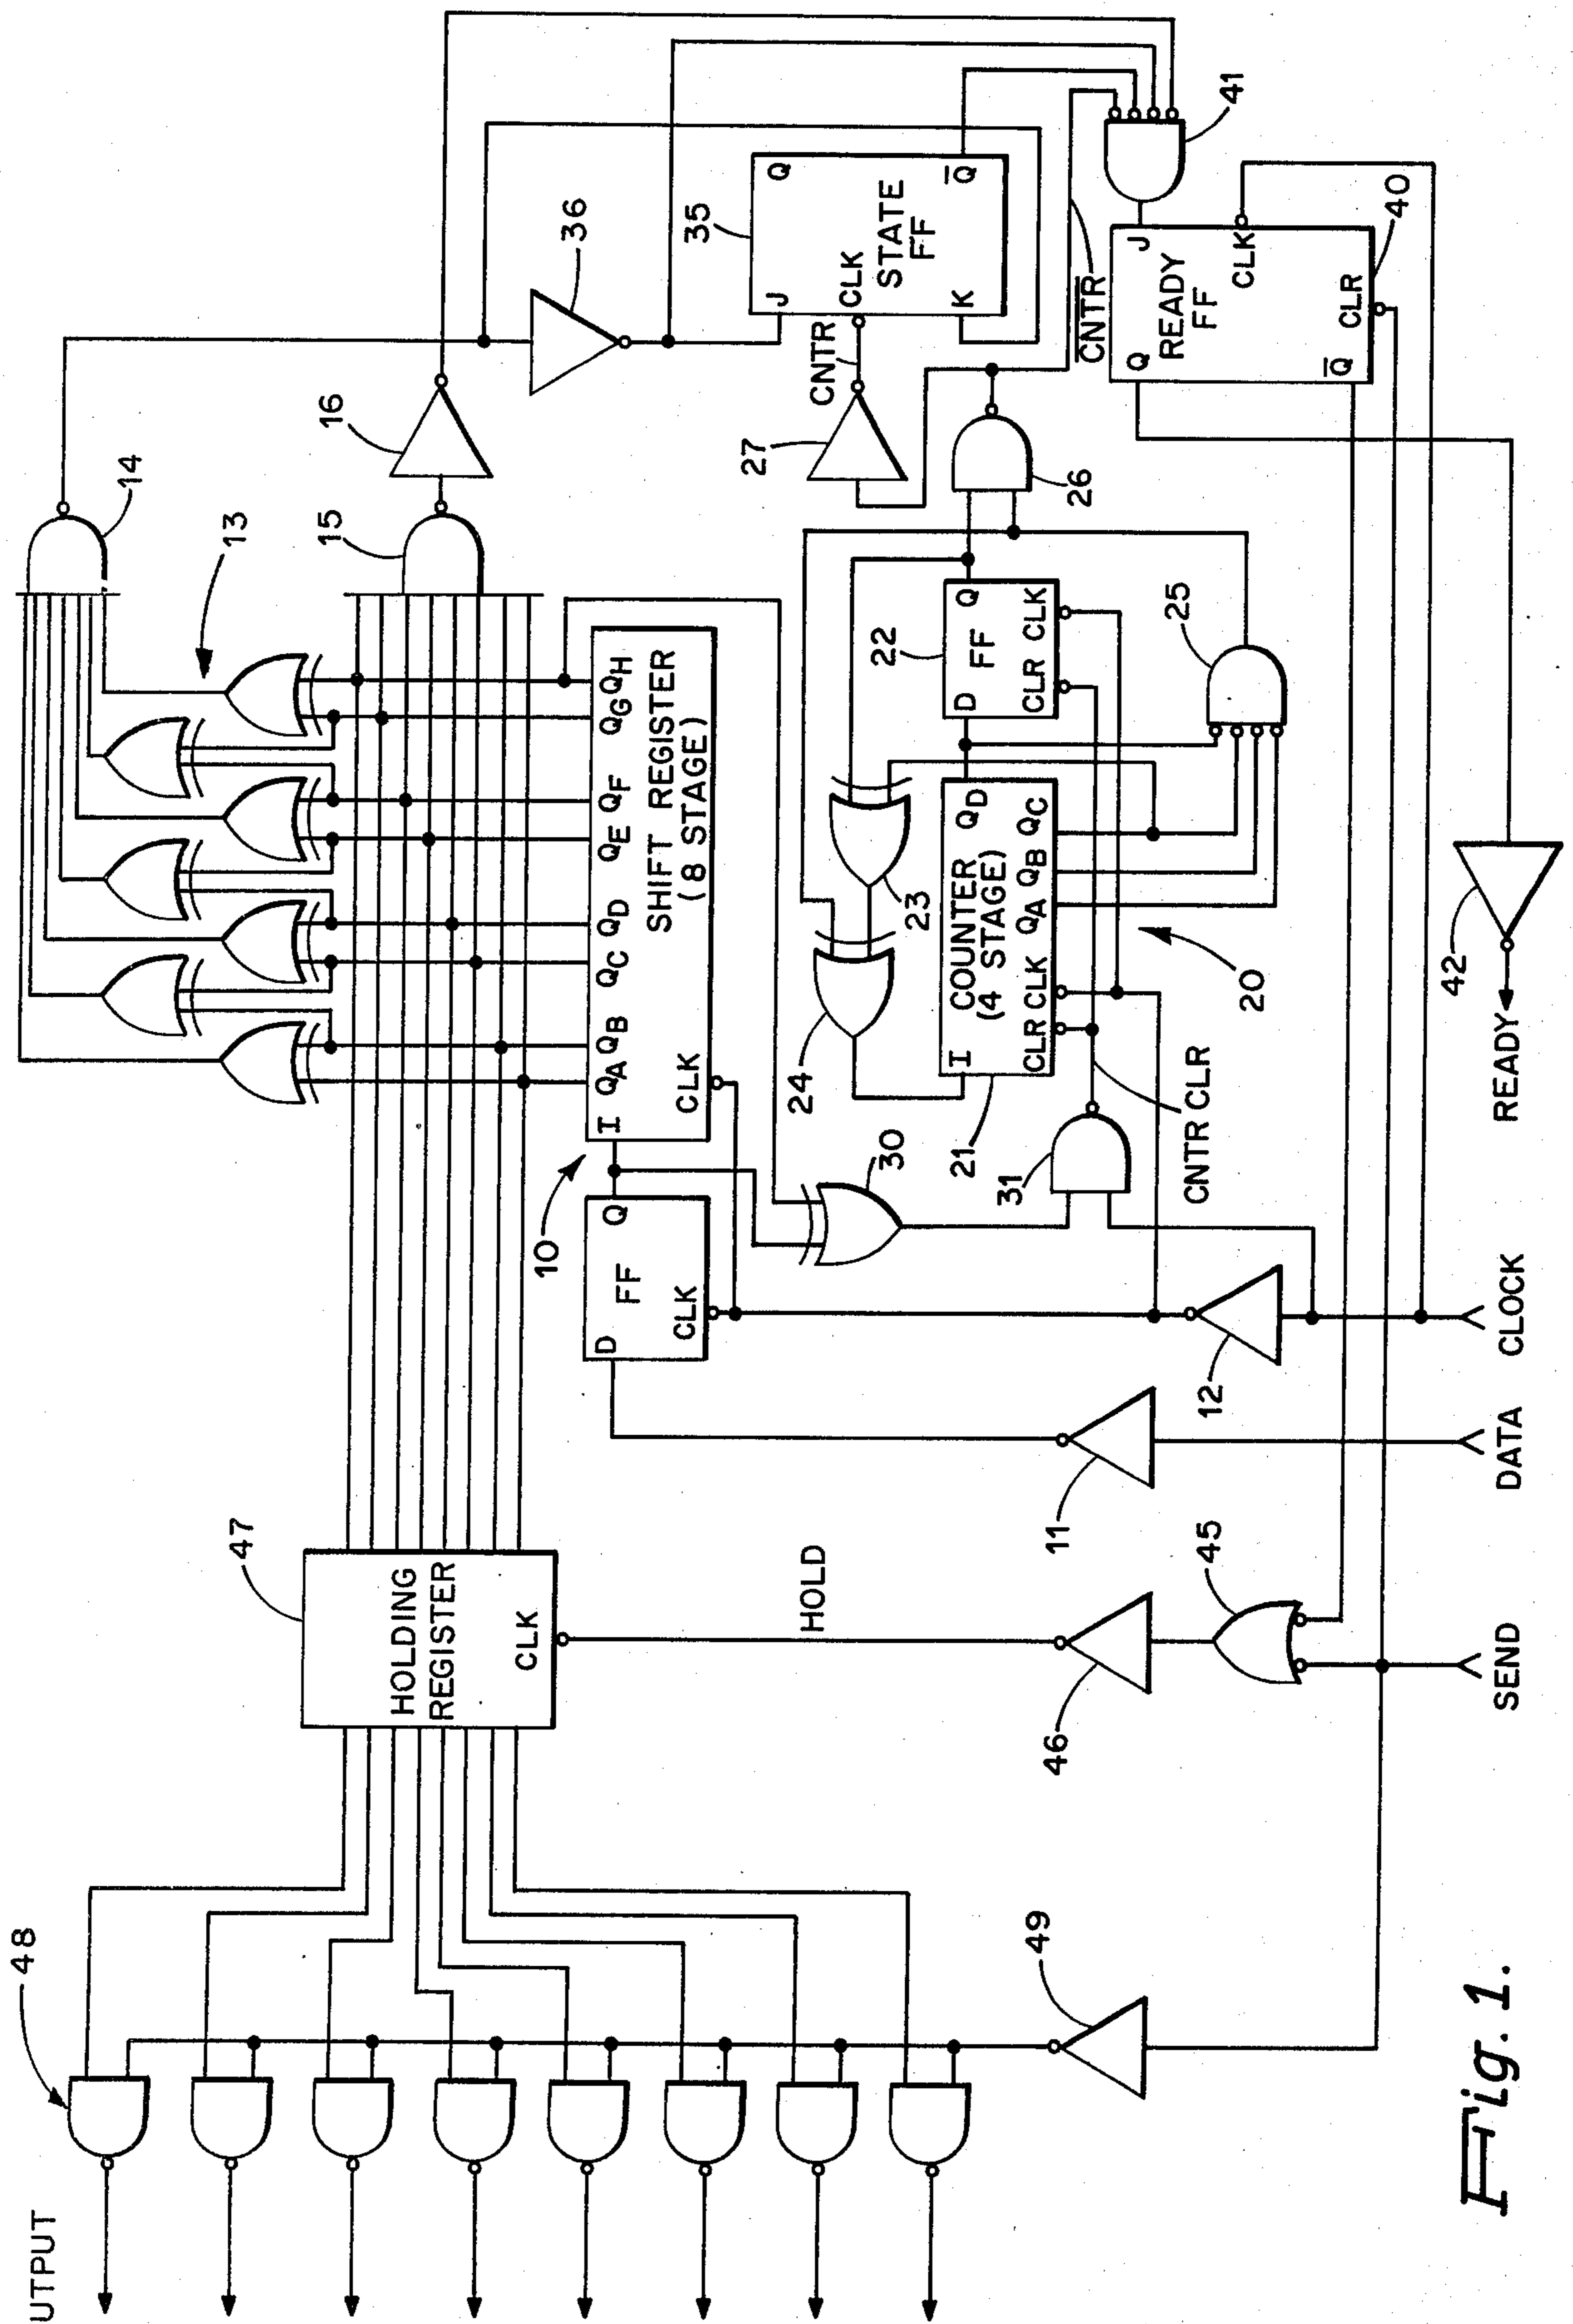 14
13
15
16
36
35
J
Q
CLK
STATE
FF
K
Q̅
CNTR
27
26
C̅N̅T̅R̅
41
J
READY
FF
CLK
Q
Q̅
CLR
40
42
READY
10
I
QA
QB
QC
QD
QE
QF
QG
QH
SHIFT REGISTER
(8 STAGE)
CLK
D
FF
Q
CLK
22
D
Q
FF
CLR
CLK
25
23
24
I
COUNTER
(4 STAGE)
QD
CLR
CLK
QA
QB
QC
21
20
30
31
CNTR CLR
12
11
CLOCK
DATA
SEND
47
HOLDING
REGISTER
CLK
HOLD
46
45
48
49
UTPUT
Fig. 1.